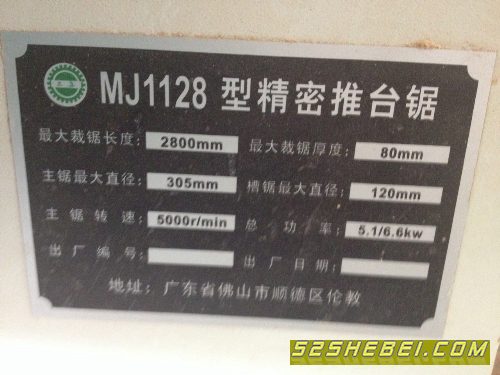 MJ1128 型精密推台锯
最大裁锯长度: 2800mm 最大裁锯厚度: 80mm
主锯最大直径: 305mm 槽锯最大直径: 120mm
主锯转速: 5000r/min 总功率: 5.1/6.6kw
出厂编号: 出厂日期:
地址: 广东省佛山市顺德区伦教
52SHEBEI.COM